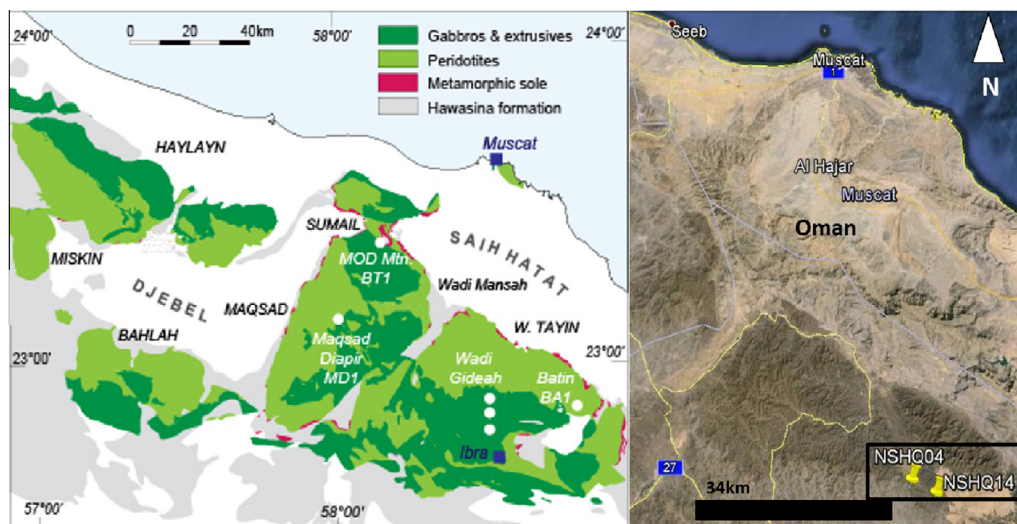 24°00'
0 20 40km
58°00'
Gabbros & extrusives
Peridotites
Metamorphic sole
Hawasina formation
24°00'
HAYLAYN
Muscat
SUMAIL
SAIH HATAT
MISKIN
MOD Mtn.
BT1
DJEBEL
MAQSAD
Wadi Mansah
BAHLAH
W. TAYIN
23°00'
Maqsad
Diapir
MD1
Wadi
Gideah
Batin
BA1
23°00'
Ibra
57°00'
58°00'
Seeb
Muscat
1
N
Al Hajar
Muscat
Oman
27
34km
NSHQ04
NSHQ14